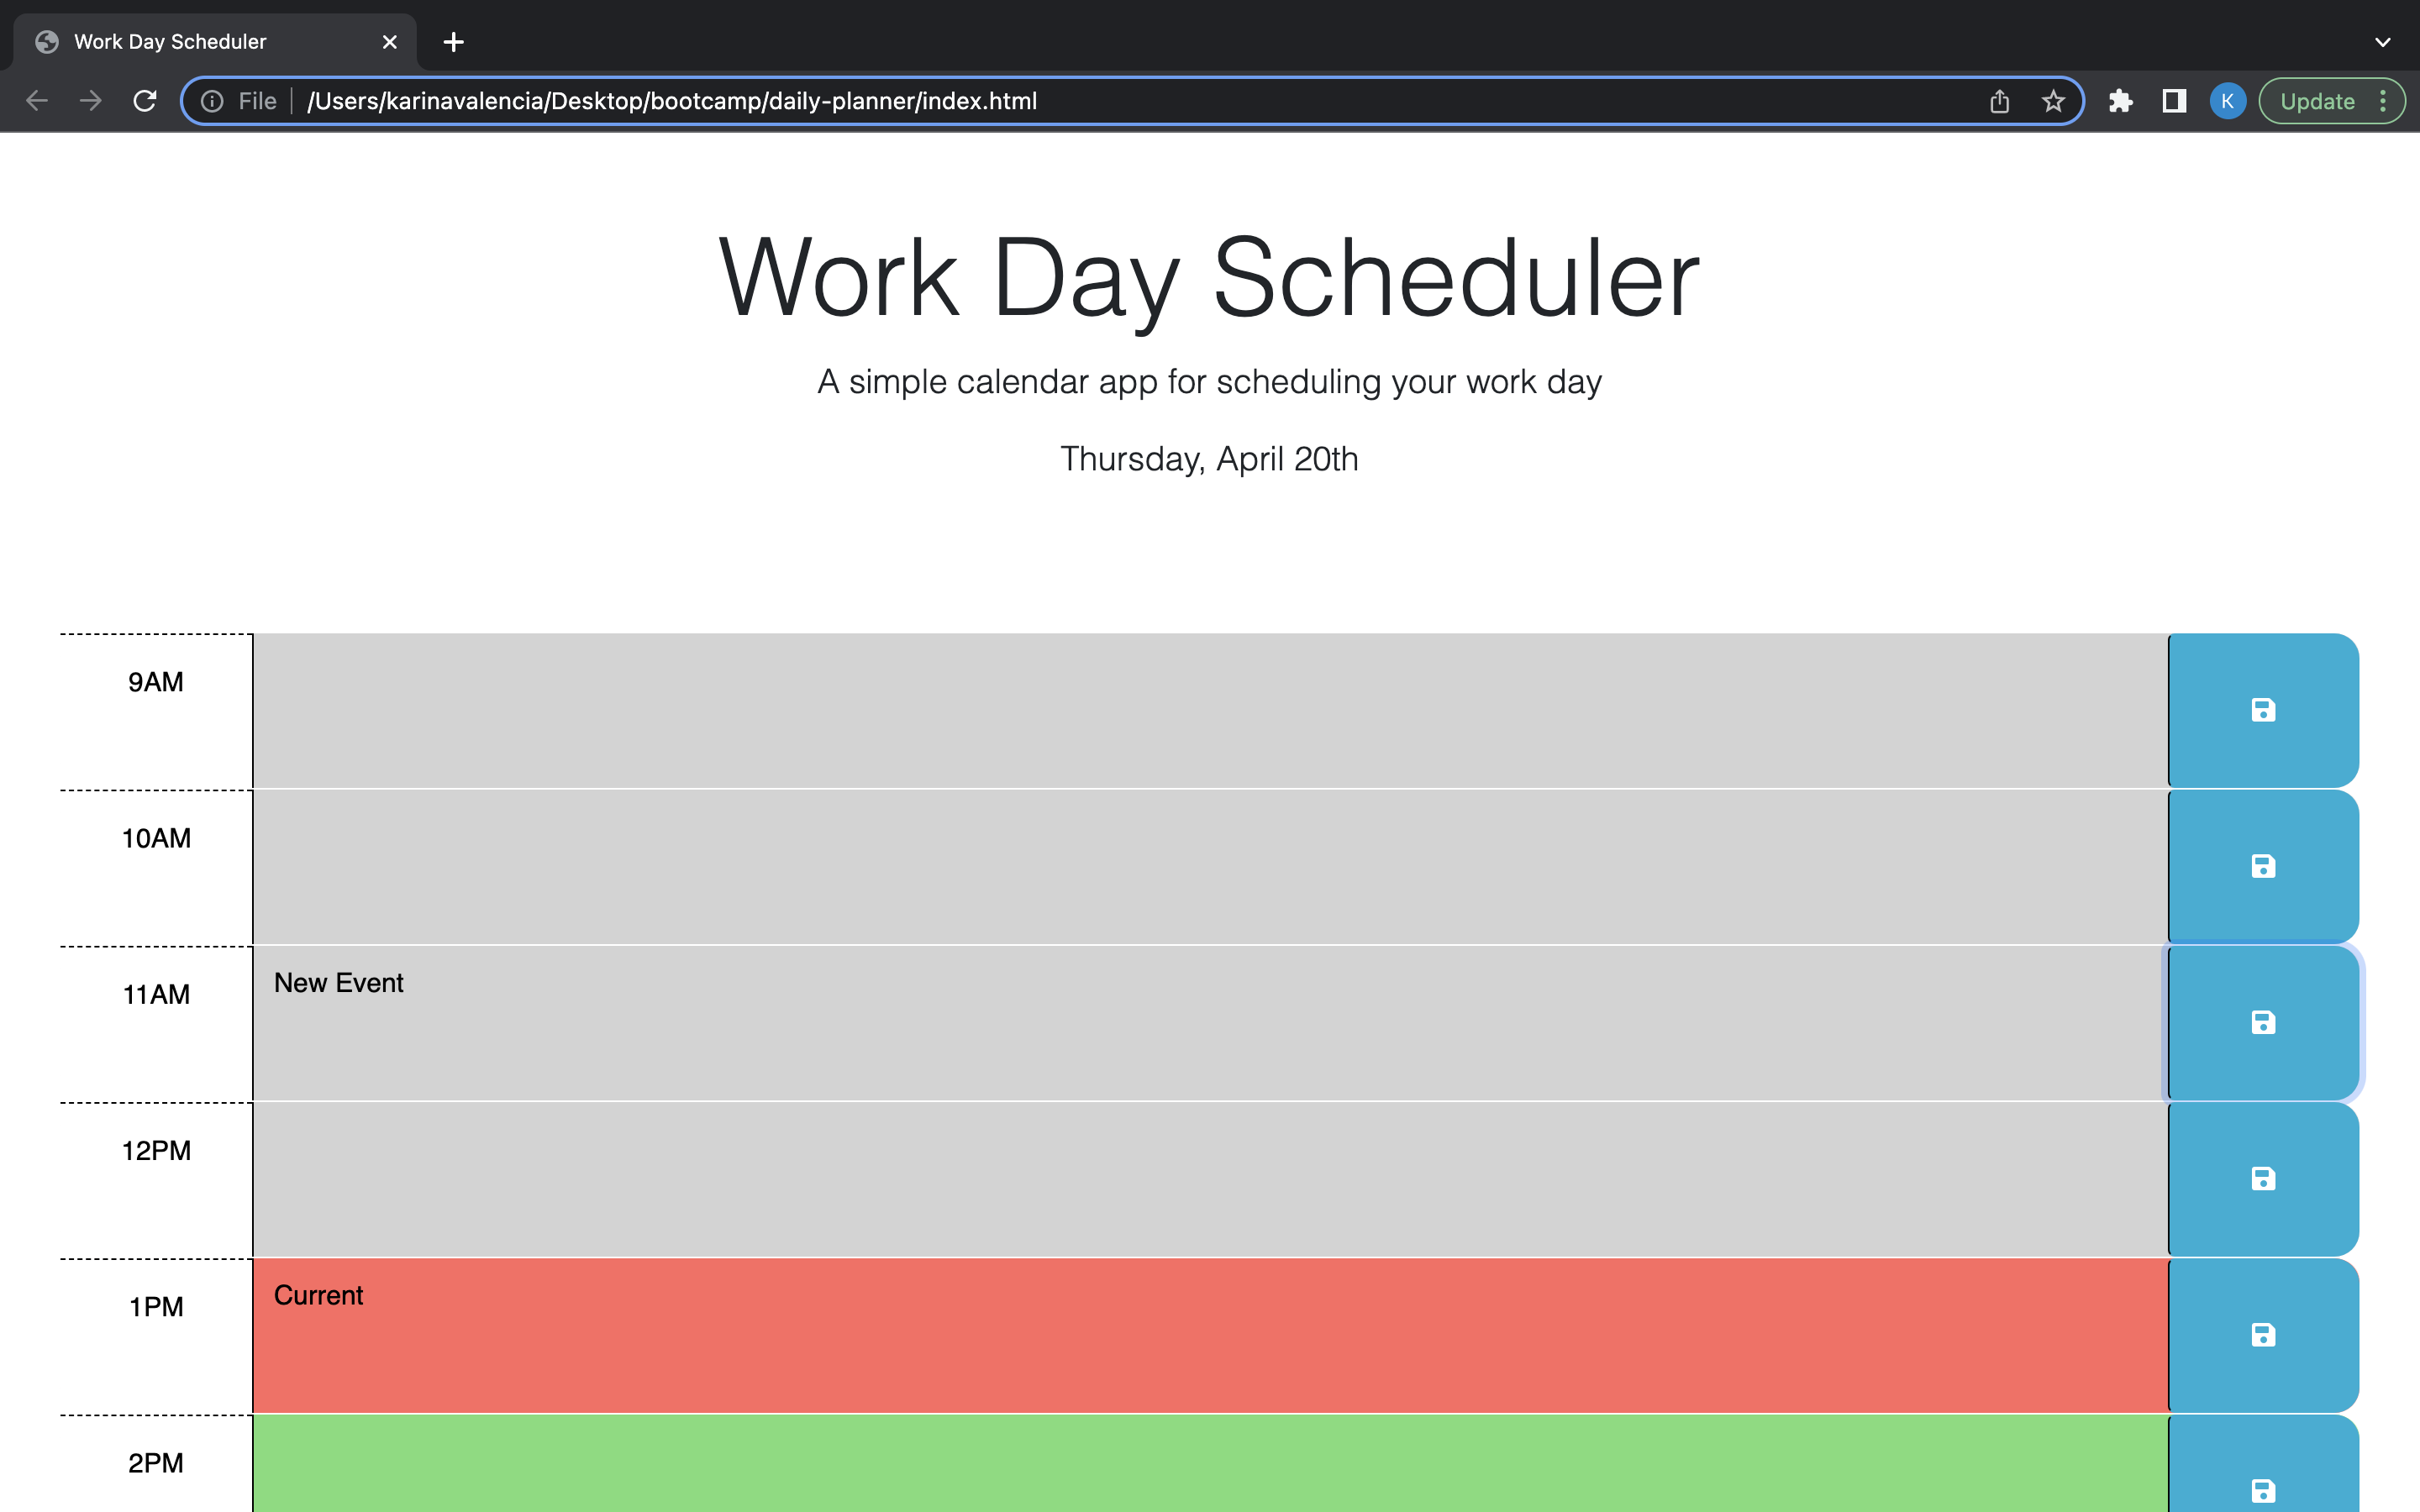 Work Day Scheduler
File /Users/karinavalencia/Desktop/bootcamp/daily-planner/index.html K Update
Work Day Scheduler
A simple calendar app for scheduling your work day
Thursday, April 20th
9AM
10AM
11AM New Event
12PM
1PM Current
2PM